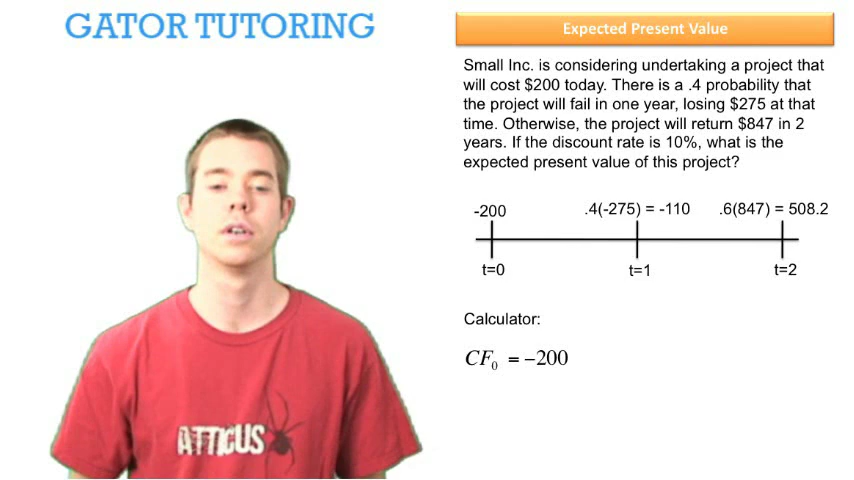 GATOR TUTORING
Expected Present Value
Small Inc. is considering undertaking a project that
will cost $200 today. There is a .4 probability that
the project will fail in one year, losing $275 at that
time. Otherwise, the project will return $847 in 2
years. If the discount rate is 10%, what is the
expected present value of this project?
-200 .4(-275) = -110 .6(847) = 508.2
t=0 t=1 t=2
Calculator:
CF₀ = −200
ATTICUS